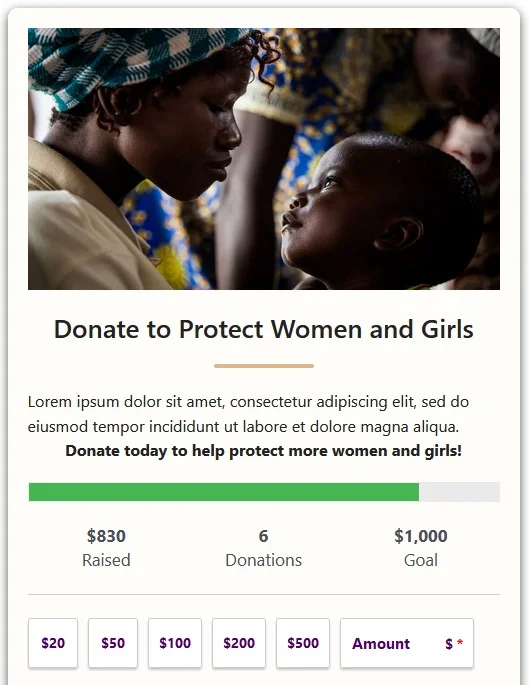 Donate to Protect Women and Girls
Lorem ipsum dolor sit amet, consectetur adipiscing elit, sed do
eiusmod tempor incididunt ut labore et dolore magna aliqua.
Donate today to help protect more women and girls!
$830 6 $1,000
Raised Donations Goal
$20 $50 $100 $200 $500 Amount $ *